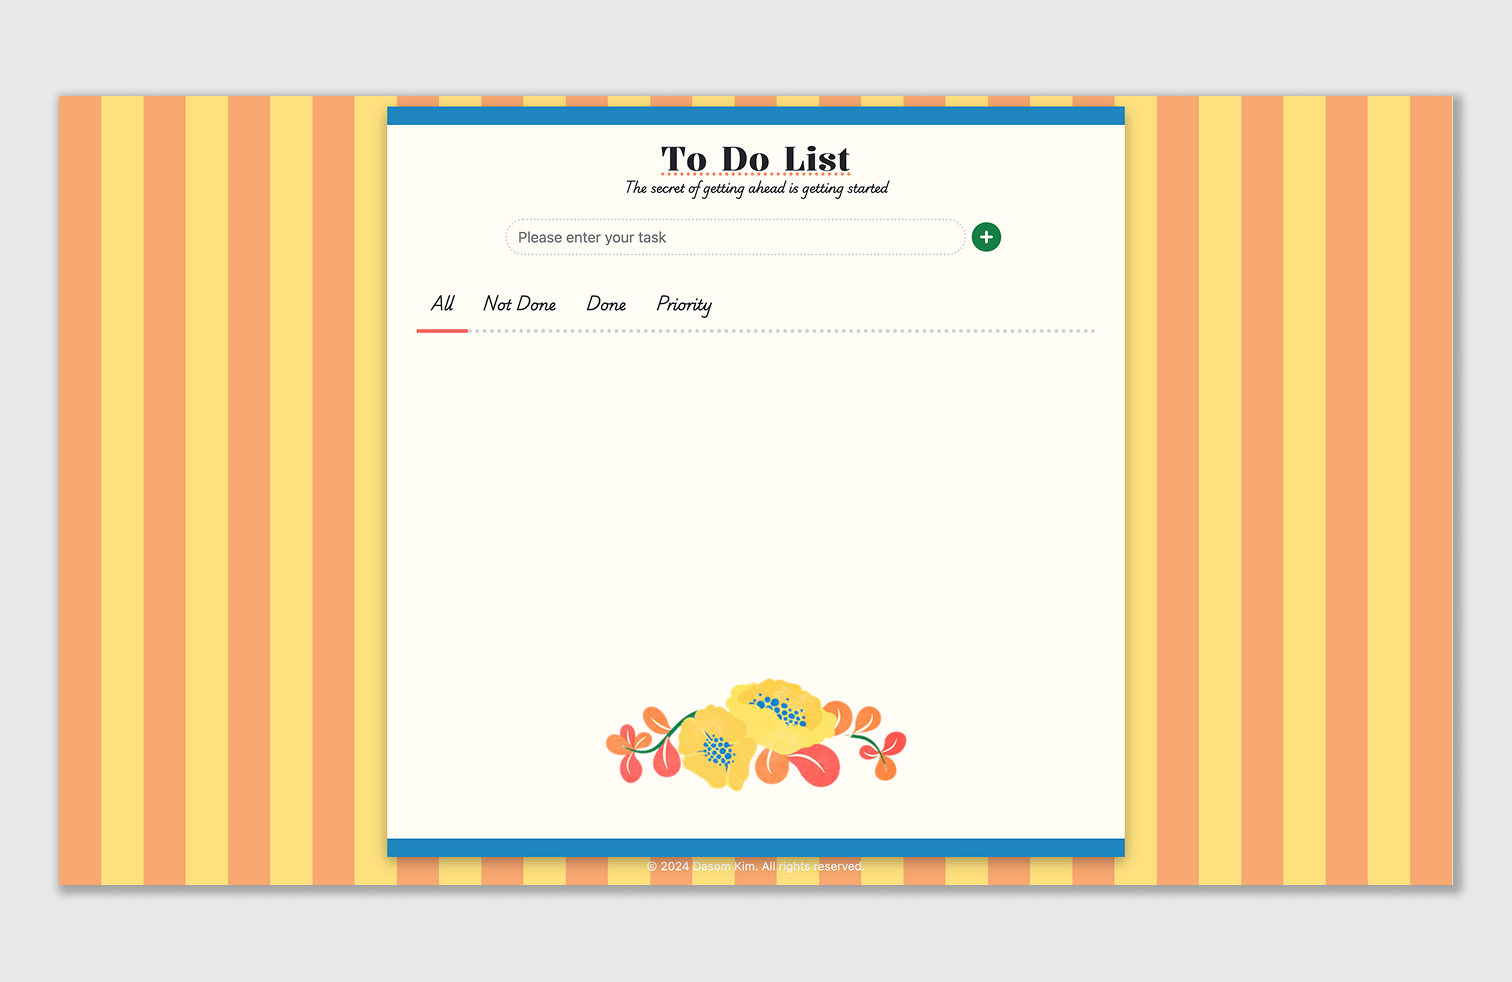 To Do List
The secret of getting ahead is getting started
Please enter your task
All Not Done Done Priority
© 2024 Dasom Kim. All rights reserved.